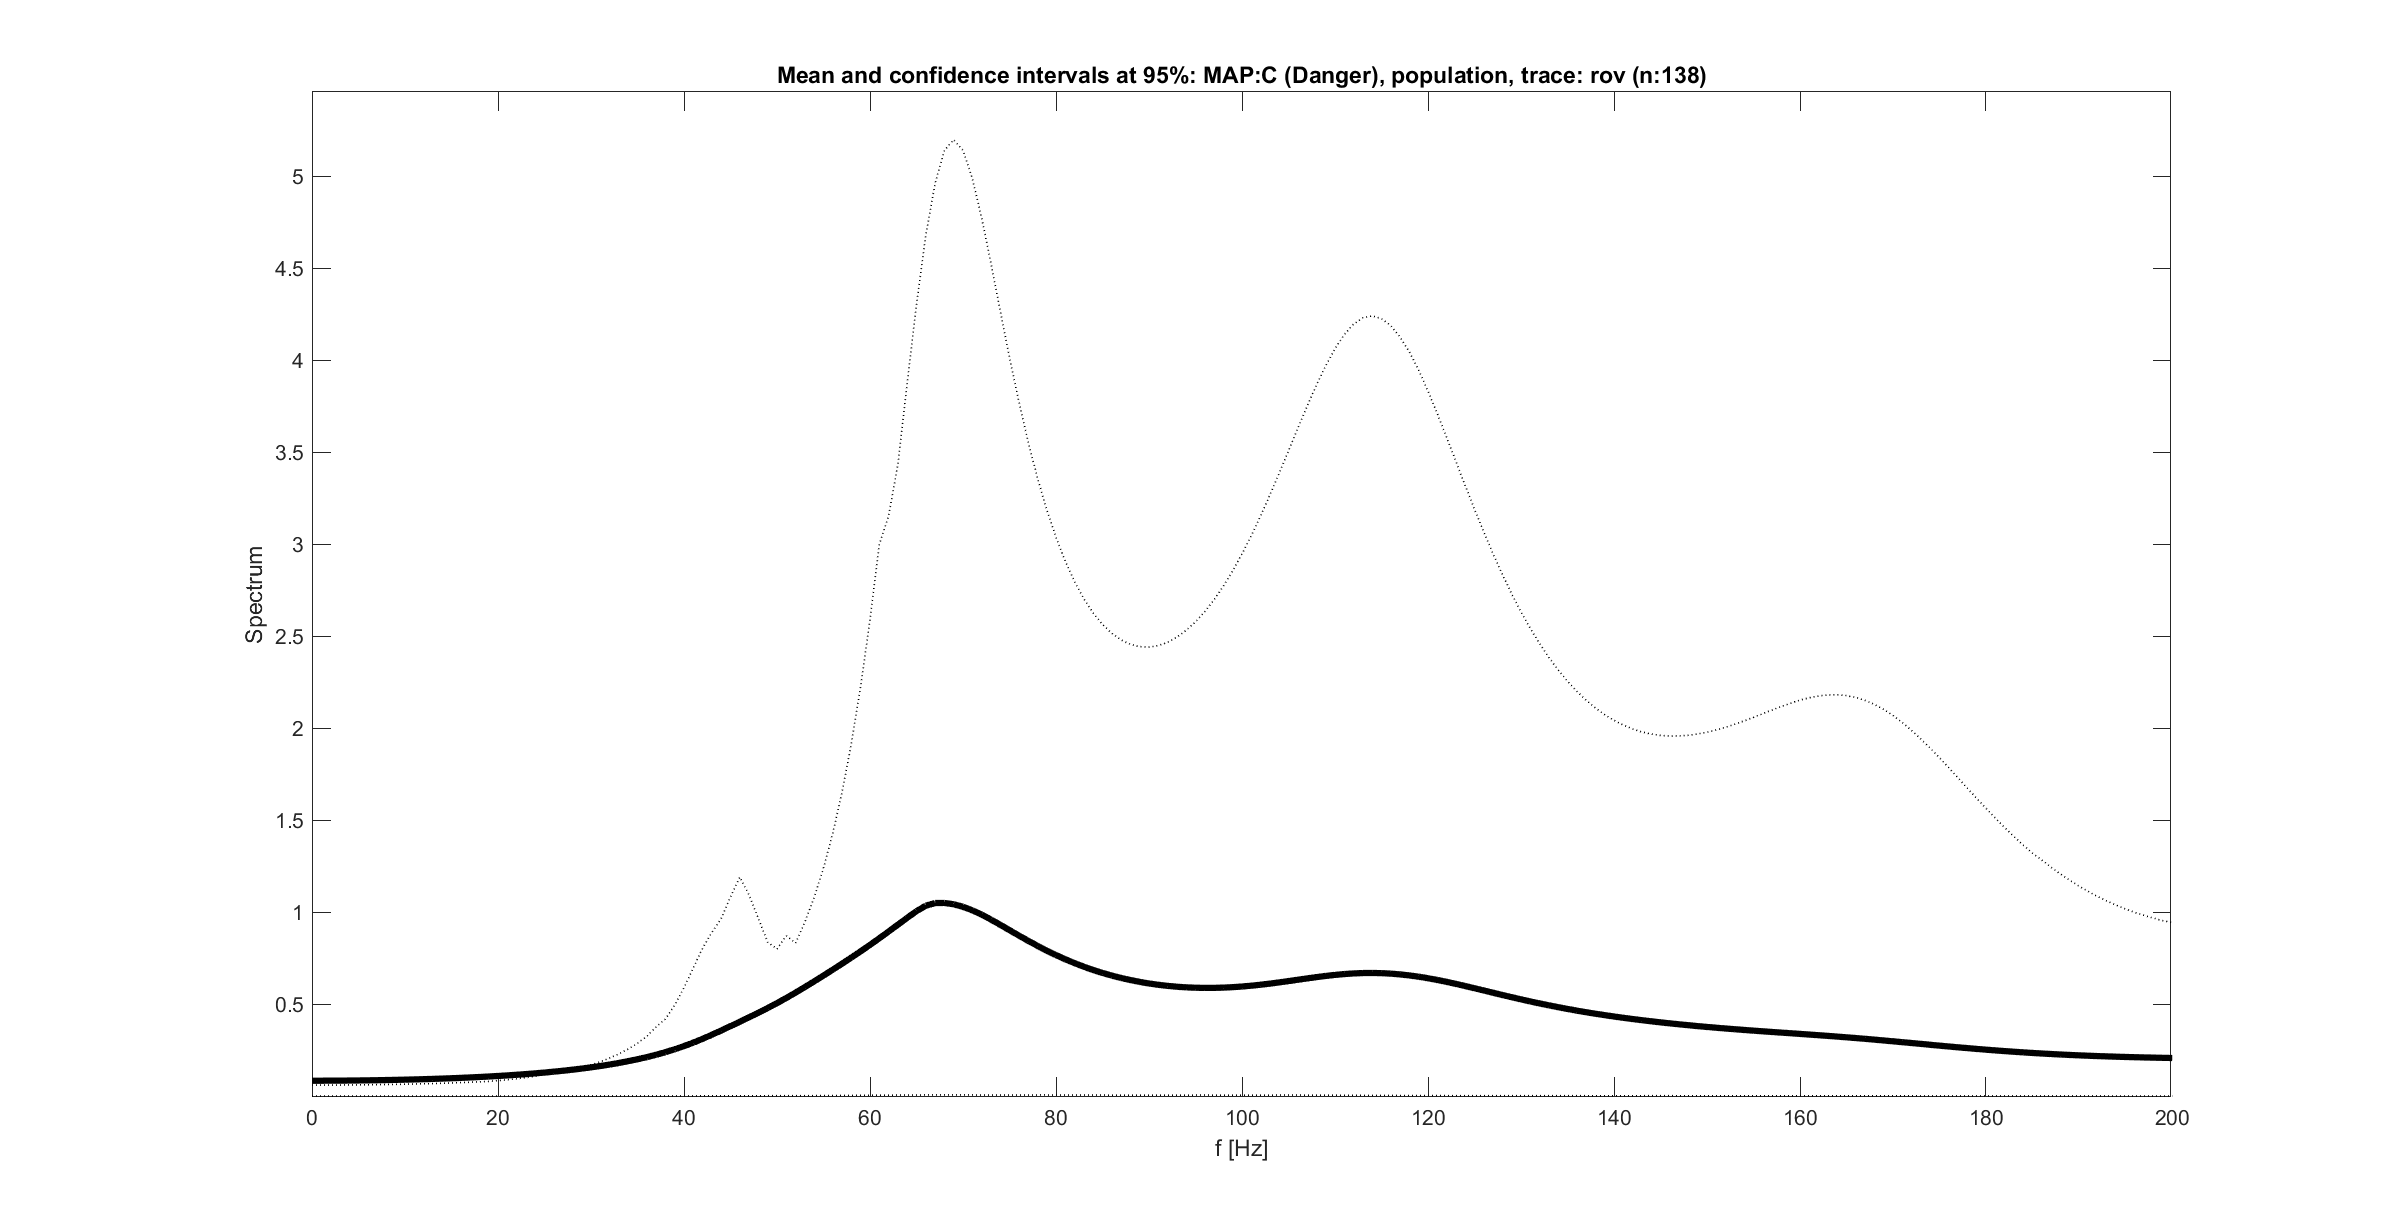 Mean and confidence intervals at 95%: MAP:C (Danger), population, trace: rov (n:138)
5
4.5
4
3.5
3
2.5
2
1.5
1
0.5
Spectrum
0 20 40 60 80 100 120 140 160 180 200
f [Hz]